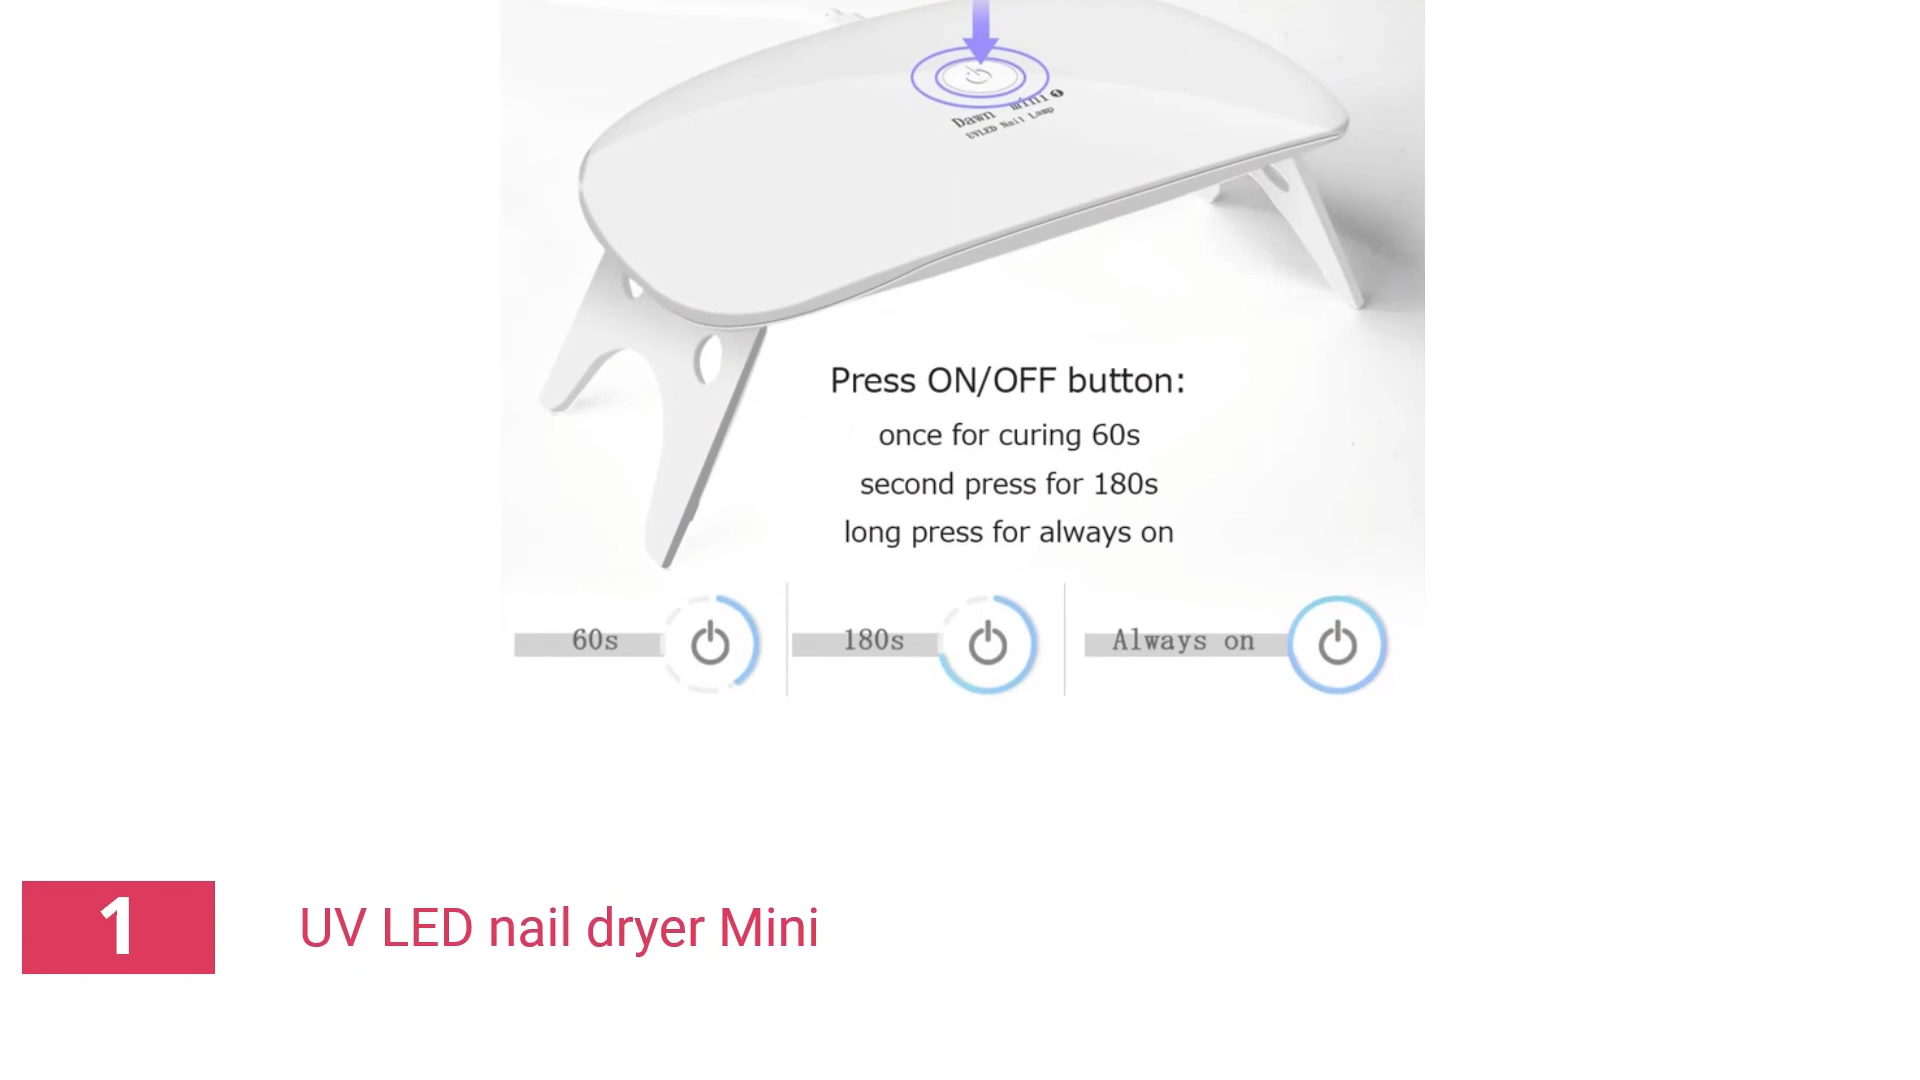 Dawn mini
UVLED Nail Lamp
Press ON/OFF button:
once for curing 60s
second press for 180s
long press for always on
60s
180s
Always on
1
UV LED nail dryer Mini